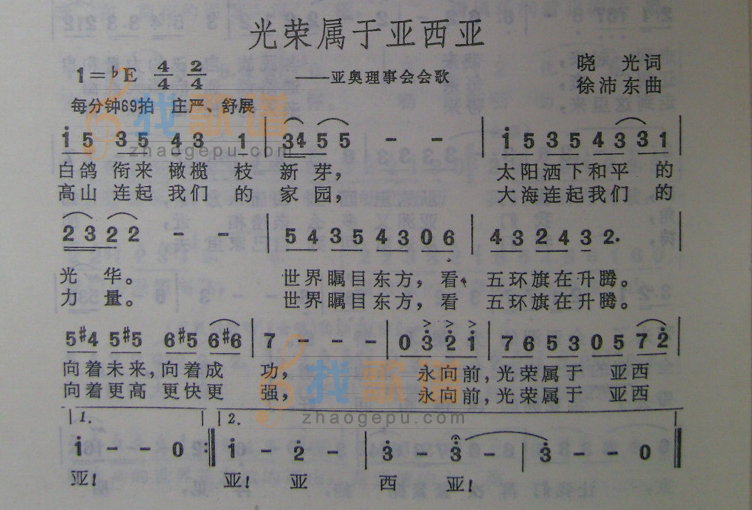 光荣属于亚西亚
1=♭E 4/4 2/4
——亚奥理事会会歌
晓 光词
徐沛东曲
每分钟69拍 庄严、舒展
i 5 3 5 4 3 1 | 3 4 5 5 - - | i 5 3 5 4 3 3 1 |
白鸽 衔来 橄榄 枝 新 芽, 太阳洒下和平 的
高山 连起 我们 的 家 园, 大海连起我们 的
2 3 2 2 - - | 5 4 3 5 4 3 0 6 | 4 3 2 4 3 2. |
光 华。 世界瞩目东方, 看, 五环旗在升腾。
力 量。 世界瞩目东方, 看 五环旗在升腾。
5 #4 5 #5 6 #5 6 #6 | 7 - - - | 0 3 2 1 | 7 6 5 3 0 5 7 2 |
向着未来,向着成 功, 永向前,光荣属于 亚西
向着更高 更快更 强, 永向前,光荣属于 亚西
1. i - - 0 :| 2. i - 2 - | 3 - 3 - | 3 - - 0 ‖
亚! 亚! 亚 西 亚!
找歌谱
zhaogepu.com
找歌谱
zhaogepu.com